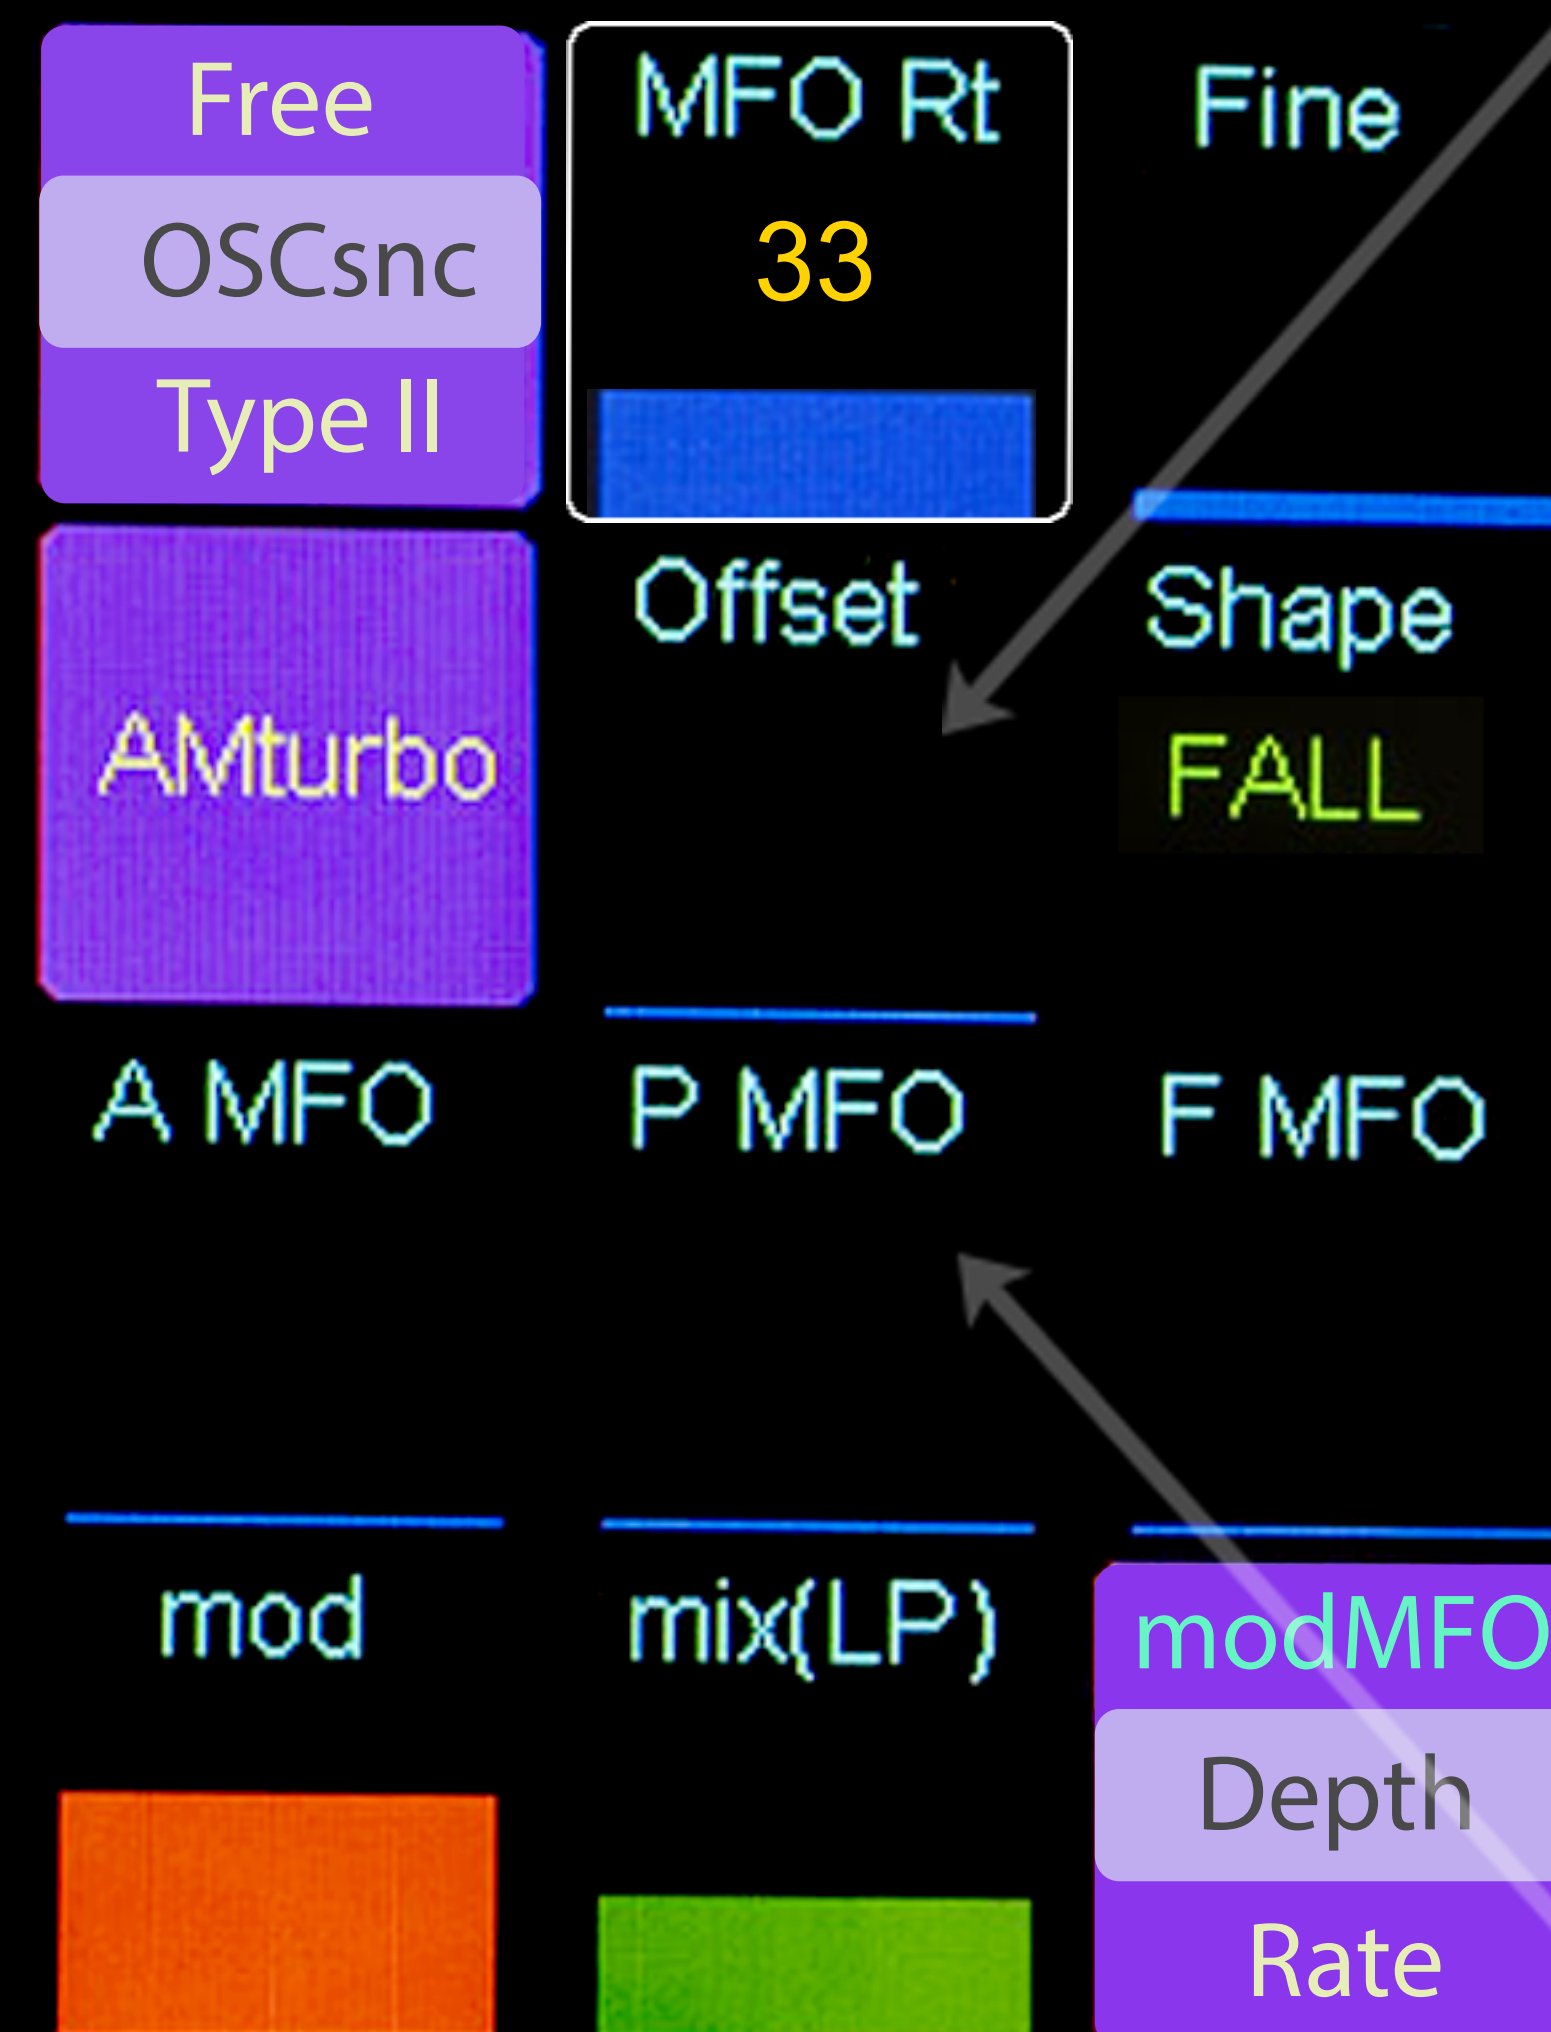 Free
OSCsnc
Type II
MFO Rt
33
Fine
AMturbo
Offset
Shape
FALL
A MFO
P MFO
F MFO
mod
mix(LP)
modMFO
Depth
Rate